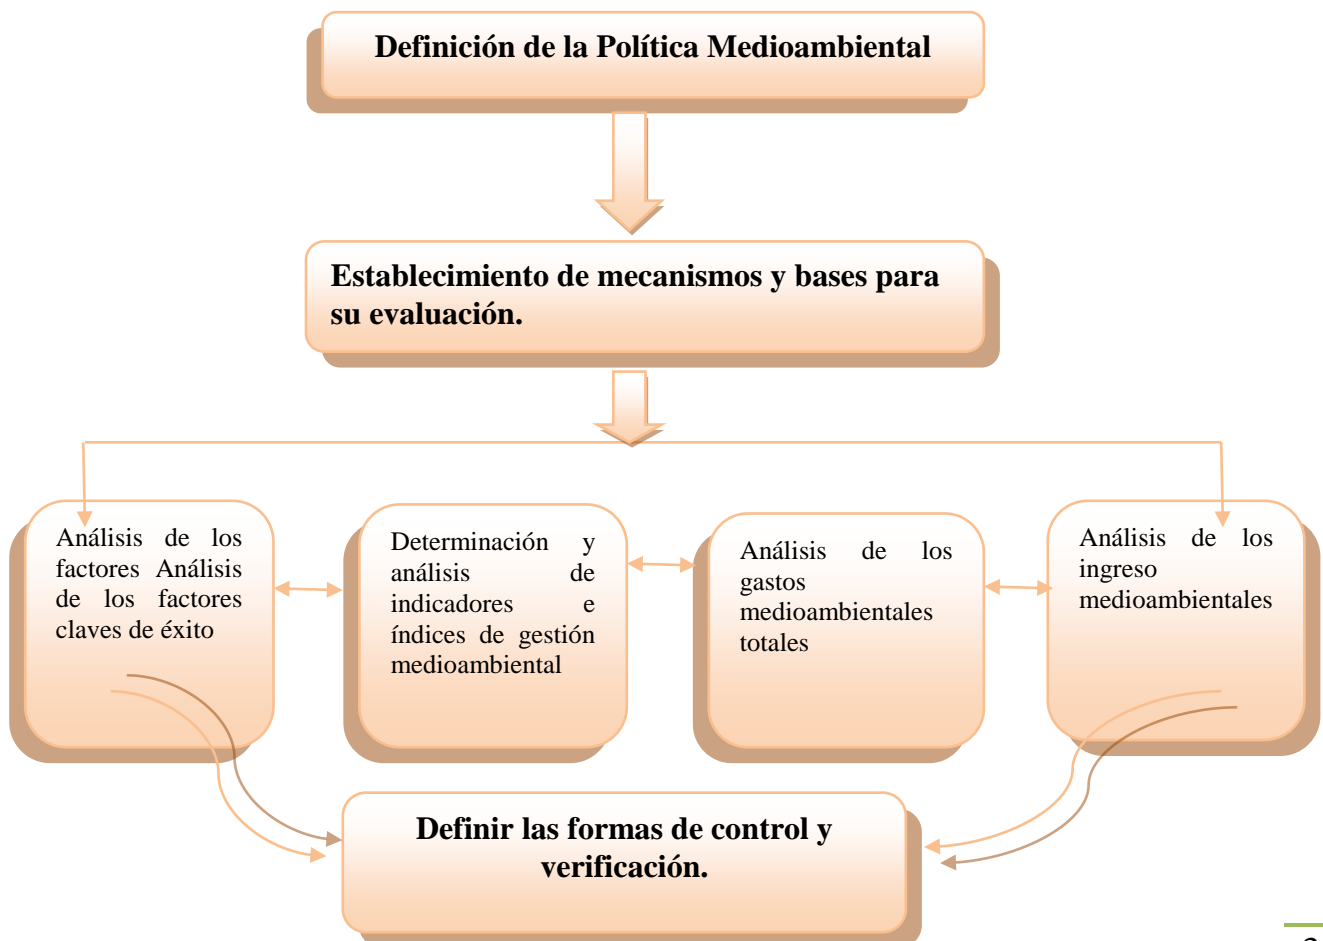 Definición de la Política Medioambiental
Establecimiento de mecanismos y bases para
su evaluación.
Análisis de los
factores Análisis
de los factores
claves de éxito
Determinación y
análisis de
indicadores e
índices de gestión
medioambiental
Análisis de los
gastos
medioambientales
totales
Análisis de los
ingreso
medioambientales
Definir las formas de control y
verificación.